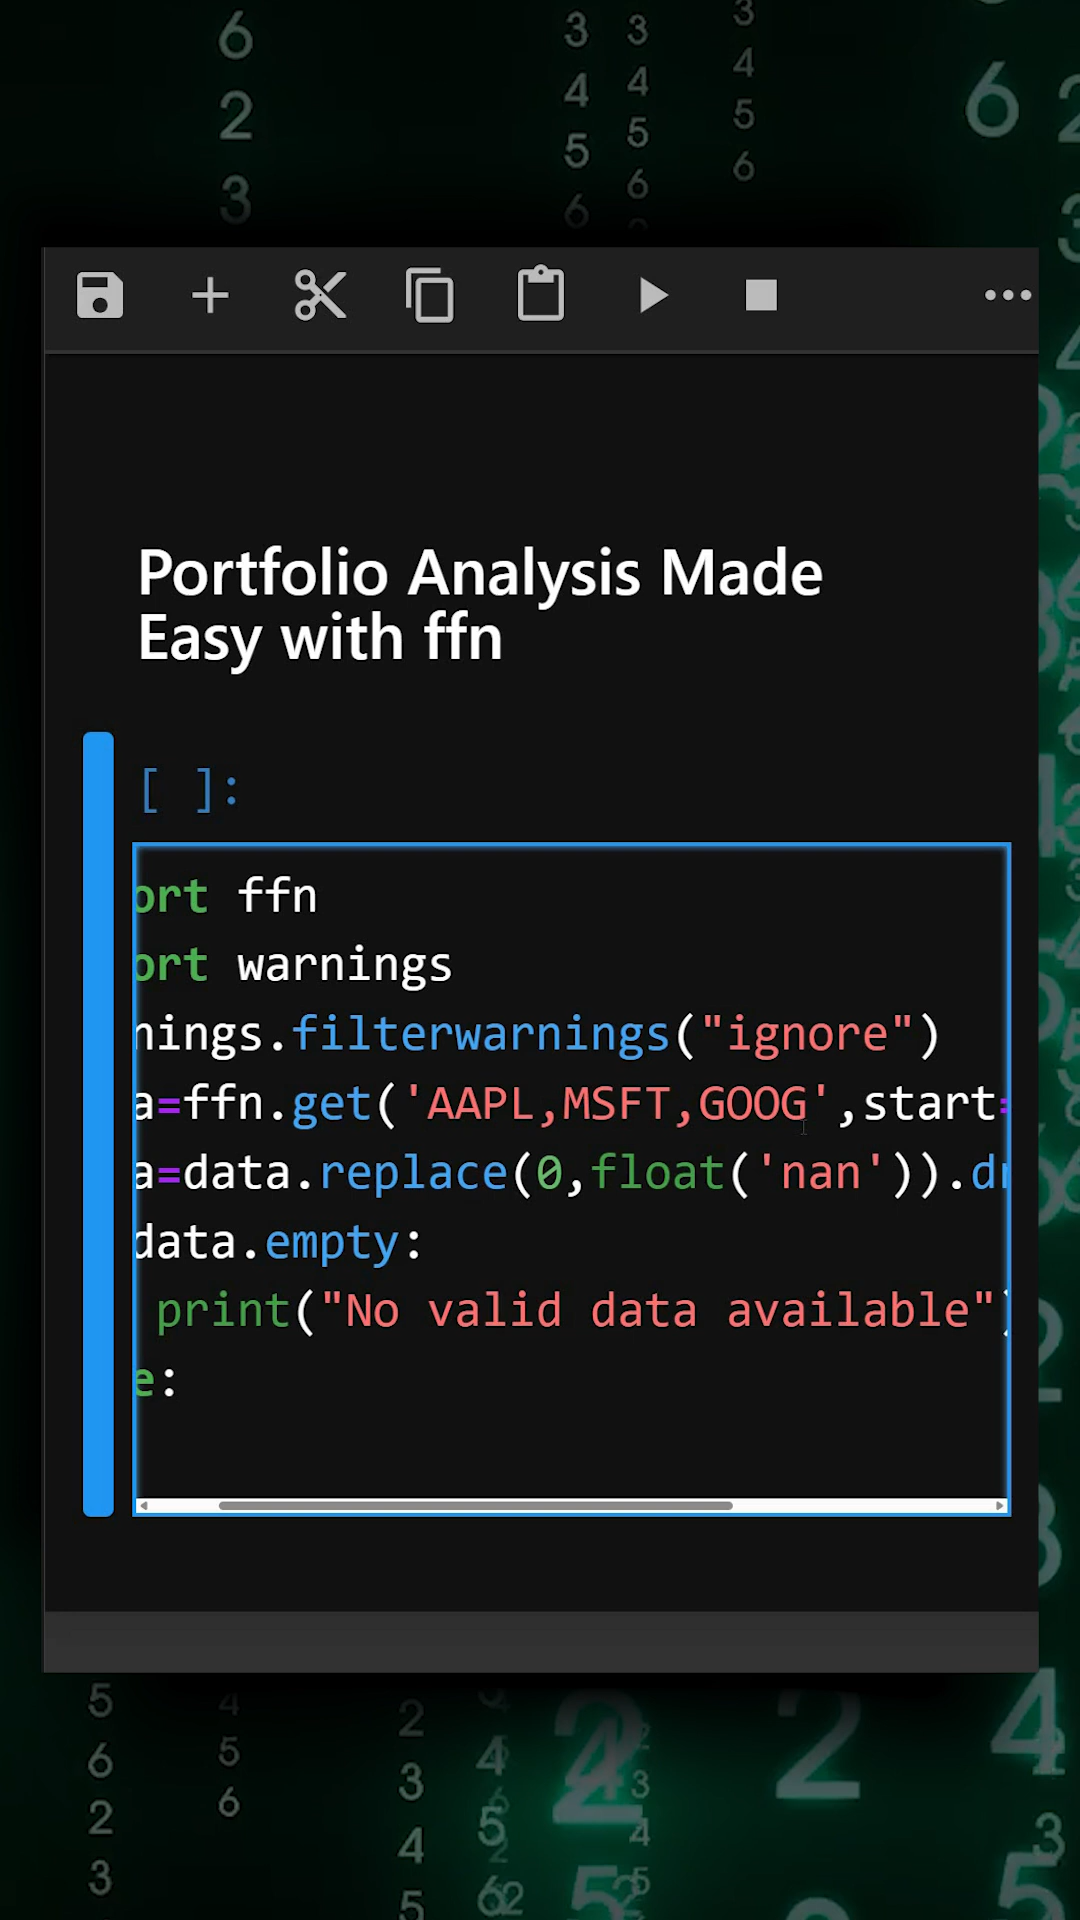 Portfolio Analysis Made
Easy with ffn
[ ]:
ort ffn
ort warnings
nings.filterwarnings("ignore")
a=ffn.get('AAPL,MSFT,GOOG',start=
a=data.replace(0,float('nan')).dr
data.empty:
print("No valid data available")
e: